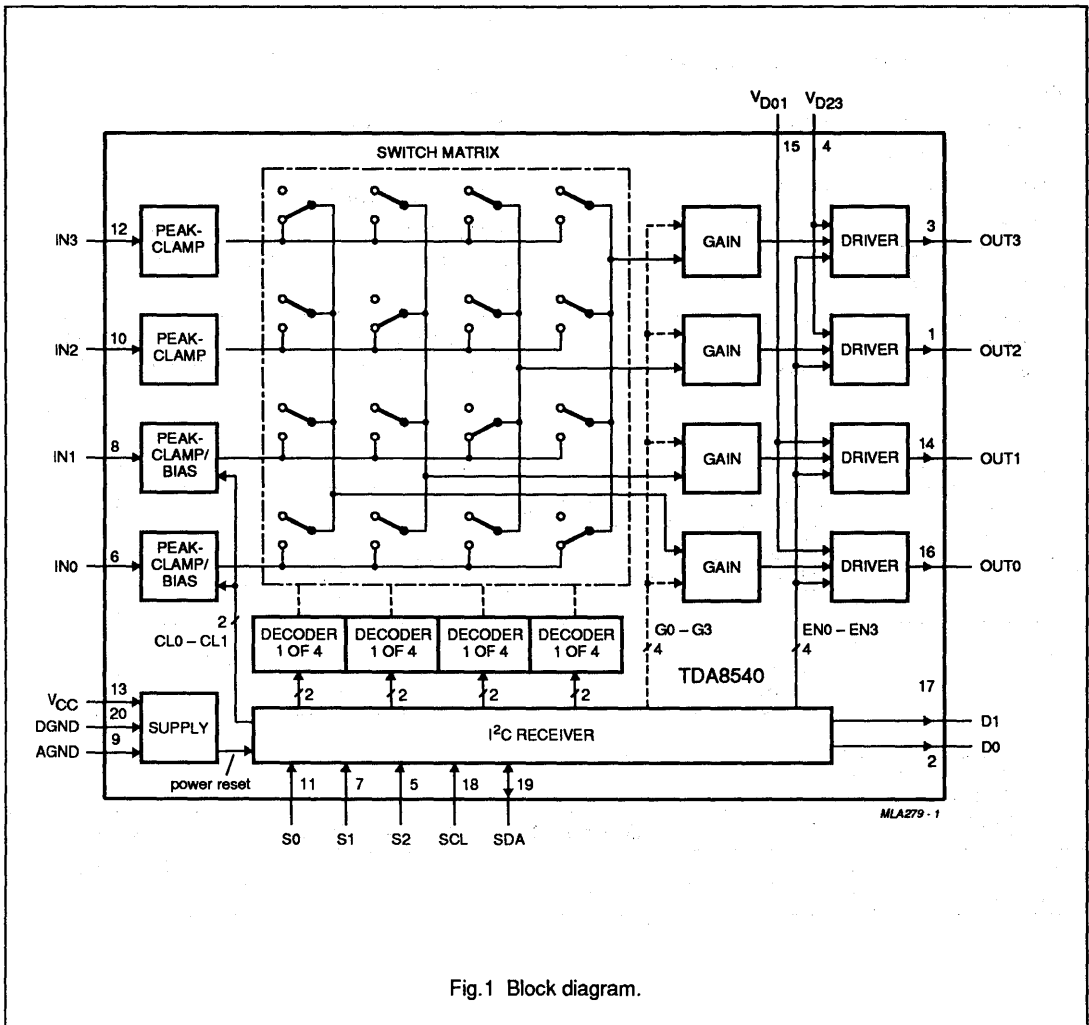 VD01 VD23
15 4
SWITCH MATRIX
IN3 12 PEAK-
CLAMP
GAIN
DRIVER
3 OUT3
IN2 10 PEAK-
CLAMP
GAIN
DRIVER
1 OUT2
IN1 8 PEAK-
CLAMP/
BIAS
GAIN
DRIVER
14 OUT1
IN0 6 PEAK-
CLAMP/
BIAS
GAIN
DRIVER
16 OUT0
2
CL0 – CL1
DECODER
1 OF 4
DECODER
1 OF 4
DECODER
1 OF 4
DECODER
1 OF 4
G0 – G3
4
EN0 – EN3
4
TDA8540
2 2 2 2
VCC 13
DGND 20
AGND 9
SUPPLY
power reset
I²C RECEIVER
17
D1
D0
2
11 7 5 18 19
S0 S1 S2 SCL SDA
MLA279 - 1
Fig.1 Block diagram.